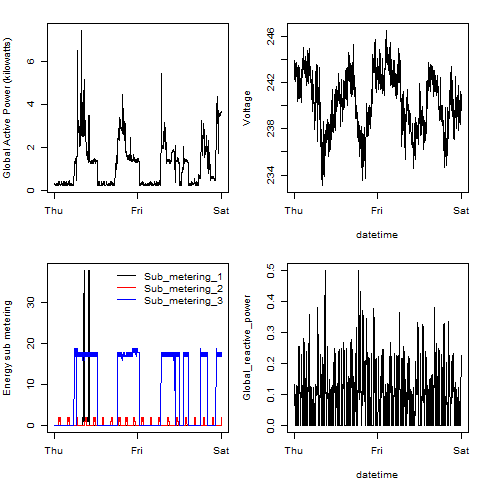 Global Active Power (kilowatts)
0 2 4 6
Thu Fri Sat
Voltage
234 238 242 246
Thu Fri Sat
datetime
Energy sub metering
0 10 20 30
Sub_metering_1
Sub_metering_2
Sub_metering_3
Thu Fri Sat
Global_reactive_power
0.0 0.1 0.2 0.3 0.4 0.5
Thu Fri Sat
datetime